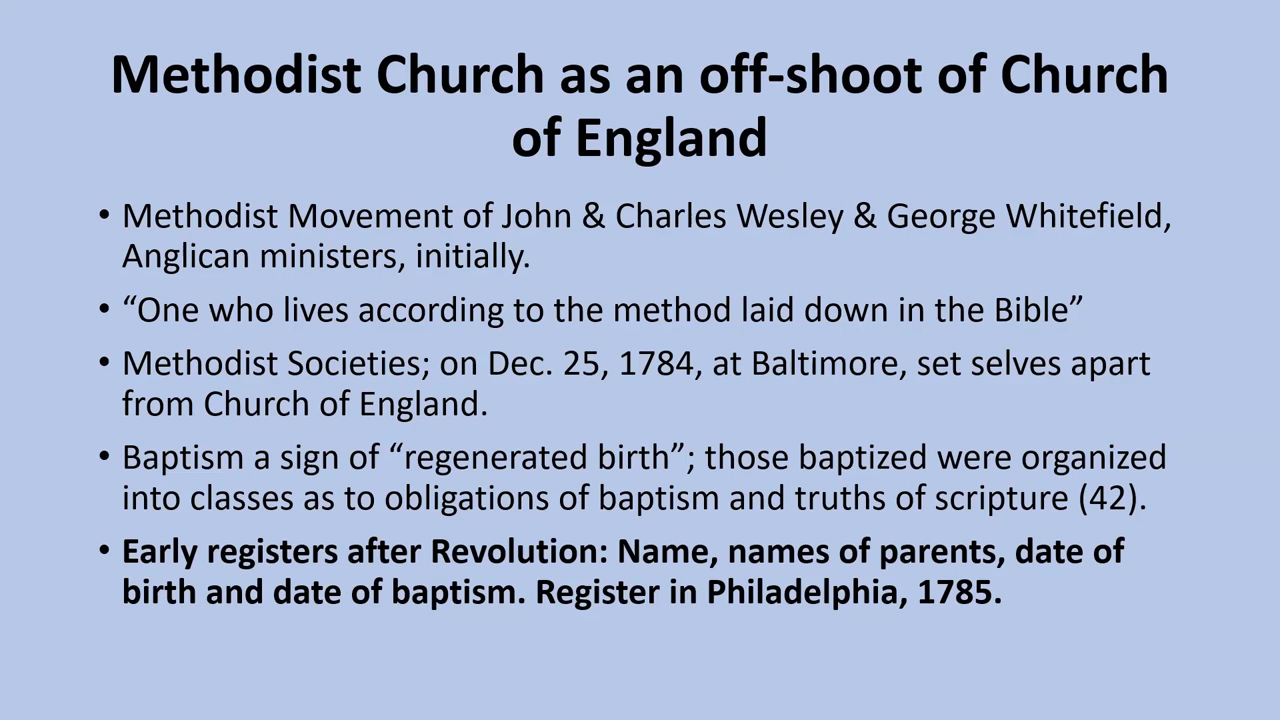 Methodist Church as an off-shoot of Church
of England
• Methodist Movement of John & Charles Wesley & George Whitefield,
Anglican ministers, initially.
• “One who lives according to the method laid down in the Bible”
• Methodist Societies; on Dec. 25, 1784, at Baltimore, set selves apart
from Church of England.
• Baptism a sign of “regenerated birth”; those baptized were organized
into classes as to obligations of baptism and truths of scripture (42).
• Early registers after Revolution: Name, names of parents, date of
birth and date of baptism. Register in Philadelphia, 1785.